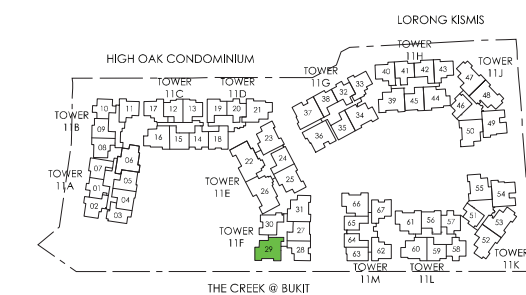 LORONG KISMIS
HIGH OAK CONDOMINIUM
TOWER
11H
TOWER
11J
TOWER
11G
TOWER
11C
TOWER
11D
40 41 42 43
47
48
46
49
50
39 45 44
33
32
38
37
34
35
36
TOWER
11B
10 11
09
08
17 12 13
19 20 21
16 15 14 18
23
22
24
25
26
TOWER
11E
TOWER
11A
07
06
01
05
02
04
03
31
30
27
29
28
TOWER
11F
66
67
65
64
63 62
61 56 57
60 59 58
55
54
51
53
52
TOWER
11M
TOWER
11L
TOWER
11K
THE CREEK @ BUKIT